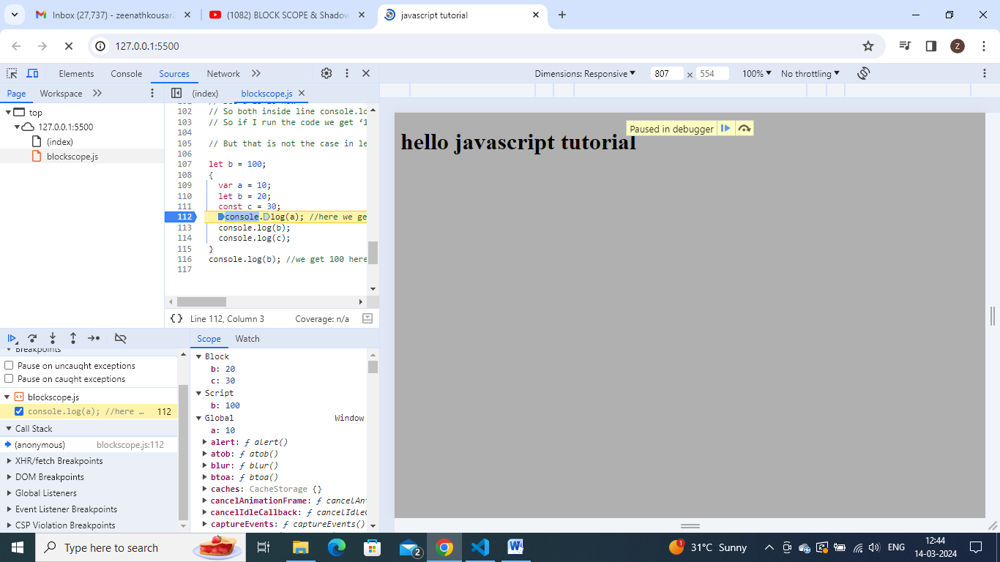 Inbox (27,737) - zeenathkousar2
(1082) BLOCK SCOPE & Shadow
javascript tutorial
127.0.0.1:5500
Z
Elements
Console
Sources
Network
Dimensions: Responsive
807
×
554
100%
No throttling
Page
Workspace
(index)
blockscope.js
top
127.0.0.1:5500
(index)
blockscope.js
102 // So both inside line console.lo
103 // So if I run the code we get ‘1
104
105 // But that is not the case in le
106
107 let b = 100;
108 {
109 var a = 10;
110 let b = 20;
111 const c = 30;
112 console.log(a); //here we ge
113 console.log(b);
114 console.log(c);
115 }
116 console.log(b); //we get 100 here
117
{} Line 112, Column 3
Coverage: n/a
Paused in debugger
hello javascript tutorial
Breakpoints
Pause on uncaught exceptions
Pause on caught exceptions
blockscope.js
console.log(a); //here … 112
Call Stack
(anonymous) blockscope.js:112
XHR/fetch Breakpoints
DOM Breakpoints
Global Listeners
Event Listener Breakpoints
CSP Violation Breakpoints
Scope
Watch
Block
b: 20
c: 30
Script
b: 100
Global Window
a: 10
alert: ƒ alert()
atob: ƒ atob()
blur: ƒ blur()
btoa: ƒ btoa()
caches: CacheStorage {}
cancelAnimationFrame: ƒ cancelAn
cancelIdleCallback: ƒ cancelIdle
captureEvents: ƒ captureEvents()
Type here to search
2
1
31°C Sunny
ENG
12:44
14-03-2024